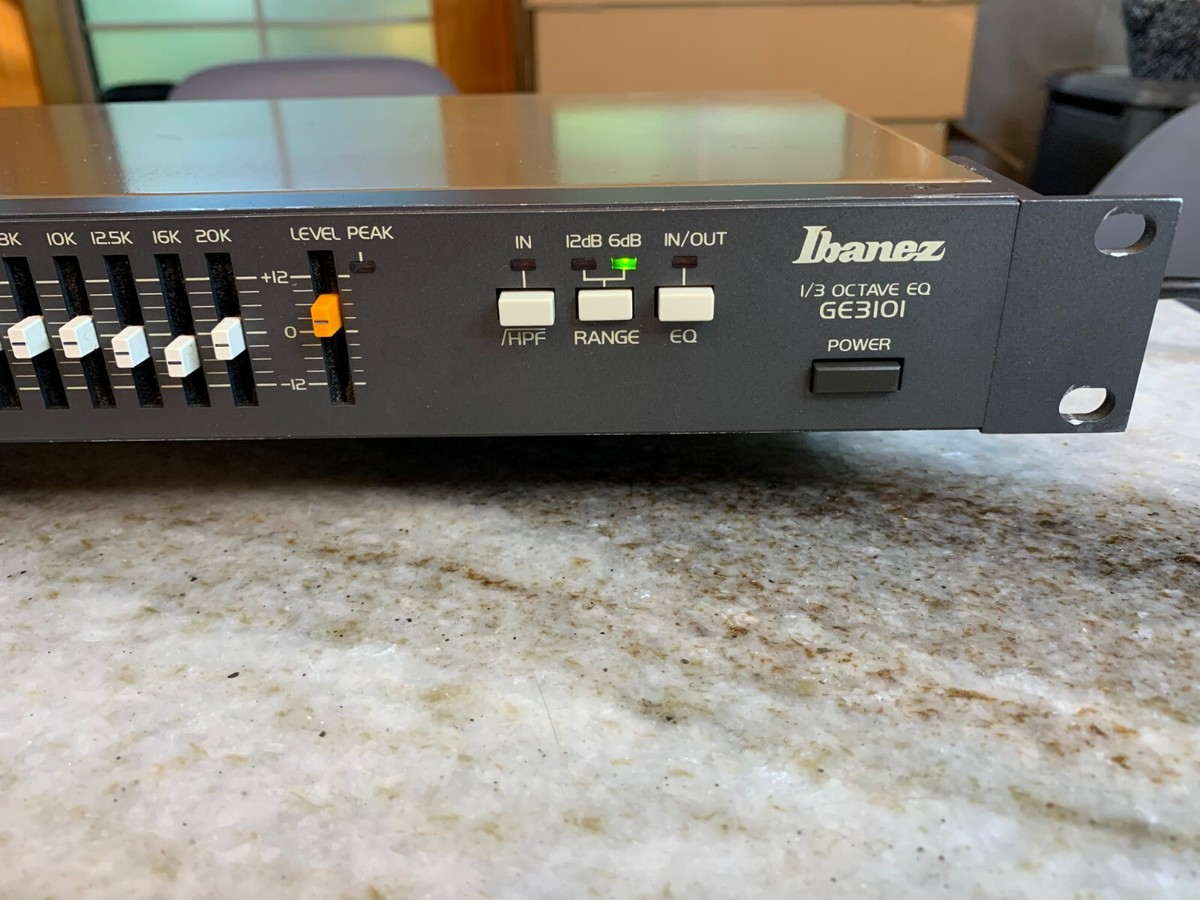 8K 10K 12.5K 16K 20K
LEVEL PEAK
+12
0
-12
IN
/HPF
12dB 6dB
RANGE
IN/OUT
EQ
Ibanez
1/3 OCTAVE EQ
GE3101
POWER